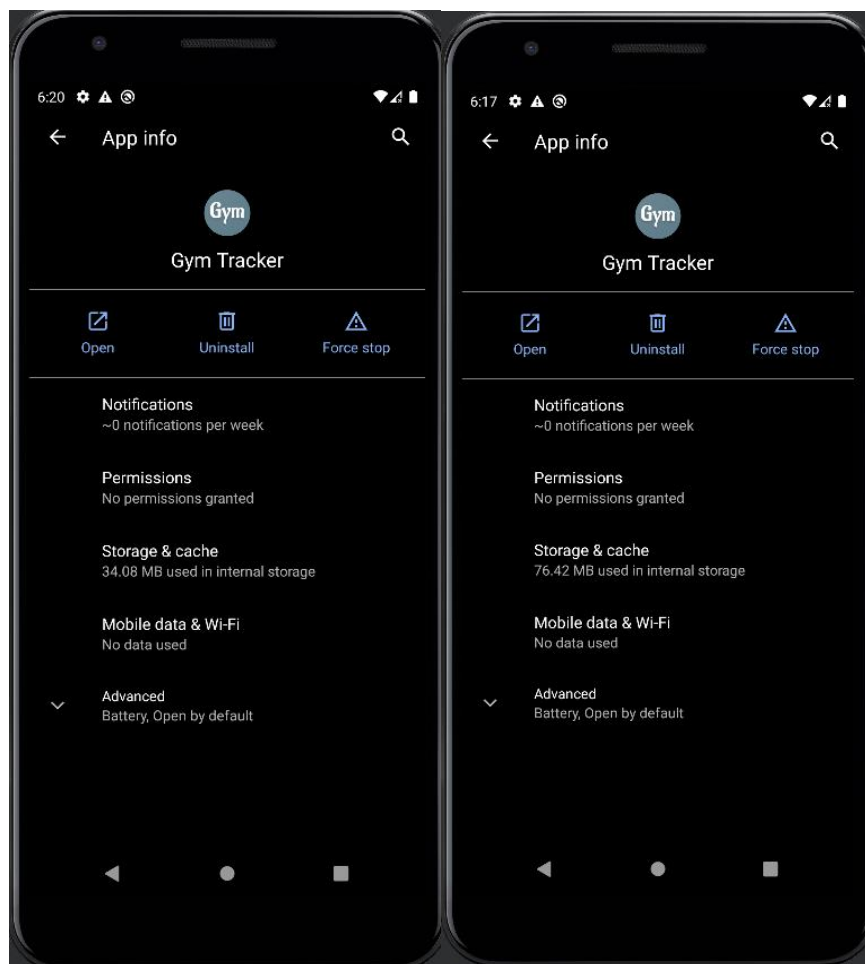 6:20
App info
Gym
Gym Tracker
Open Uninstall Force stop
Notifications
~0 notifications per week
Permissions
No permissions granted
Storage & cache
34.08 MB used in internal storage
Mobile data & Wi-Fi
No data used
Advanced
Battery, Open by default
6:17
App info
Gym
Gym Tracker
Open Uninstall Force stop
Notifications
~0 notifications per week
Permissions
No permissions granted
Storage & cache
76.42 MB used in internal storage
Mobile data & Wi-Fi
No data used
Advanced
Battery, Open by default